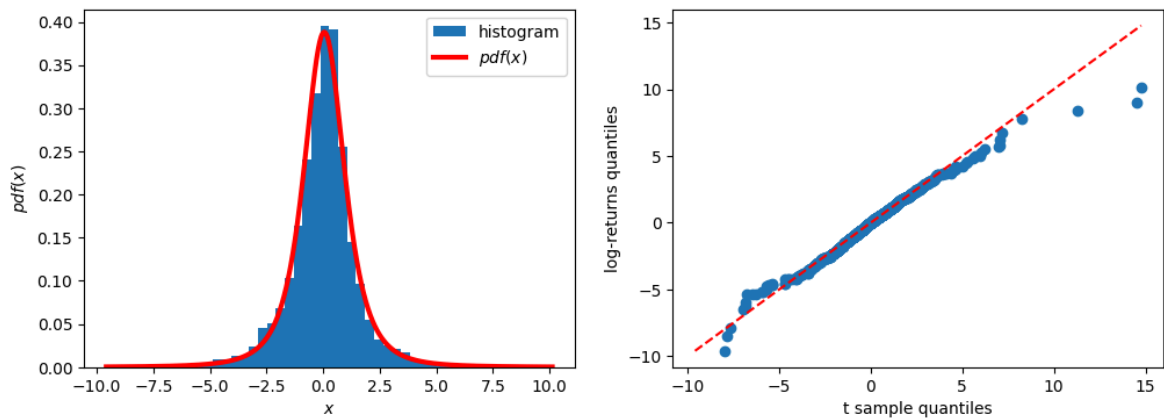 0.40
0.35
0.30
0.25
0.20
0.15
0.10
0.05
0.00
pdf(x)
histogram
pdf(x)
−10.0 −7.5 −5.0 −2.5 0.0 2.5 5.0 7.5 10.0
x
15
10
5
0
−5
−10
log-returns quantiles
−10 −5 0 5 10 15
t sample quantiles